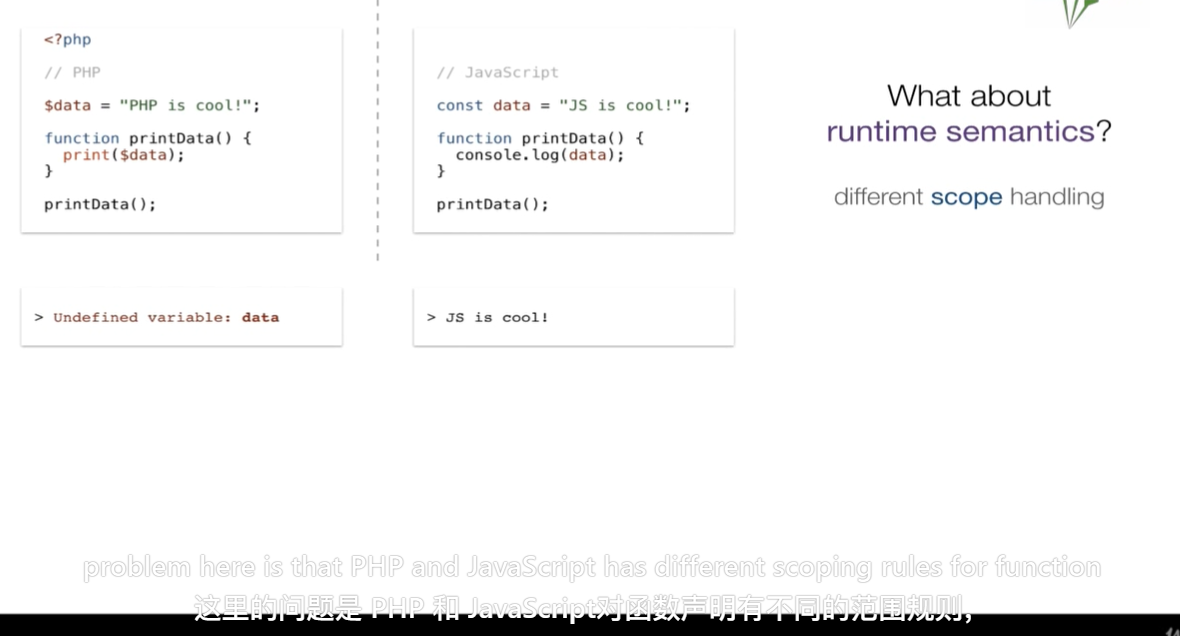 <?php
// PHP
$data = "PHP is cool!";
function printData() {
  print($data);
}
printData();
// JavaScript
const data = "JS is cool!";
function printData() {
  console.log(data);
}
printData();
What about
runtime semantics?
different scope handling
> Undefined variable: data
> JS is cool!
problem here is that PHP and JavaScript has different scoping rules for function
这里的问题是 PHP 和 JavaScript对函数声明有不同的范围规则,